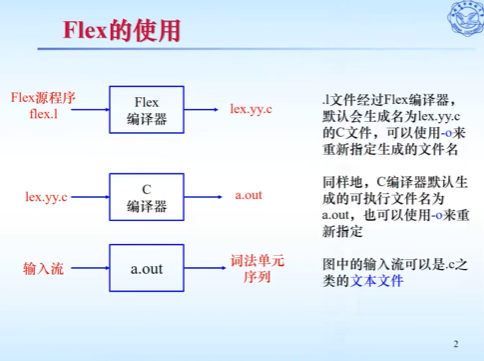 Flex的使用
Flex源程序
flex.l
Flex
编译器
lex.yy.c
lex.yy.c
C
编译器
a.out
输入流
a.out
词法单元
序列
.l文件经过Flex编译器，
默认会生成名为lex.yy.c
的C文件，可以使用-o来
重新指定生成的文件名
同样地，C编译器默认生
成的可执行文件名为
a.out，也可以使用-o来重
新指定
图中的输入流可以是.c之
类的文本文件
2